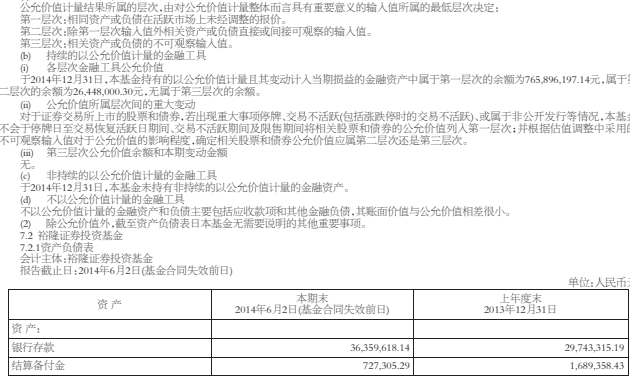 公允价值计量结果所属的层次,由对公允价值计量整体而言具有重要意义的输入值所属的最低层次决定:
第一层次:相同资产或负债在活跃市场上未经调整的报价。
第二层次:除第一层次输入值外相关资产或负债直接或间接可观察的输入值。
第三层次:相关资产或负债的不可观察输入值。
(b) 持续的以公允价值计量的金融工具
(i) 各层次金融工具公允价值
于2014年12月31日,本基金持有的以公允价值计量且其变动计入当期损益的金融资产中属于第一层次的余额为765,896,197.14元,属于第
二层次的余额为26,448,000.30元,无属于第三层次的余额。
(ii) 公允价值所属层次间的重大变动
对于证券交易所上市的股票和债券,若出现重大事项停牌、交易不活跃(包括涨跌停时的交易不活跃)、或属于非公开发行等情况,本基金
不会于停牌日至交易恢复活跃日期间、交易不活跃期间及限售期间将相关股票和债券的公允价值列入第一层次;并根据估值调整中采用的
不可观察输入值对于公允价值的影响程度,确定相关股票和债券公允价值应属第二层次还是第三层次。
(iii) 第三层次公允价值余额和本期变动金额
无。
(c) 非持续的以公允价值计量的金融工具
于2014年12月31日,本基金未持有非持续的以公允价值计量的金融资产。
(d) 不以公允价值计量的金融工具
不以公允价值计量的金融资产和负债主要包括应收款项和其他金融负债,其账面价值与公允价值相差很小。
(2) 除公允价值外,截至资产负债表日本基金无需要说明的其他重要事项。
7.2 裕隆证券投资基金
7.2.1资产负债表
会计主体:裕隆证券投资基金
报告截止日:2014年6月2日(基金合同失效前日)
单位:人民币元
资 产 本期末 上年度末
2014年6月2日(基金合同失效前日) 2013年12月31日
资 产:
银行存款 36,359,618.14 29,743,315.19
结算备付金 727,305.29 1,689,358.43